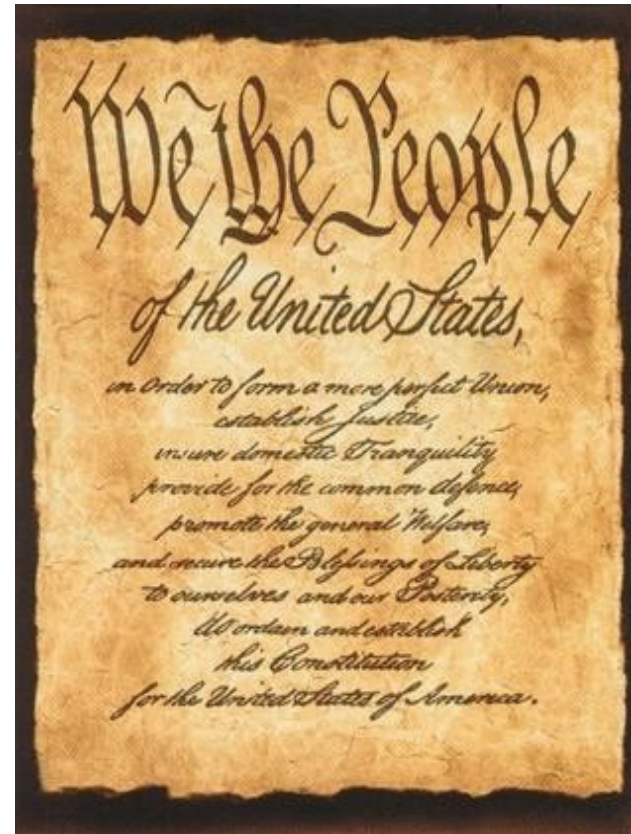 We the People
of the United States,
in Order to form a more perfect Union,
establish Justice,
insure domestic Tranquility
provide for the common defence,
promote the general Welfare,
and secure the Bleſsings of Liberty
to ourselves and our Posterity,
do ordain and establish
this Constitution
for the United States of America.